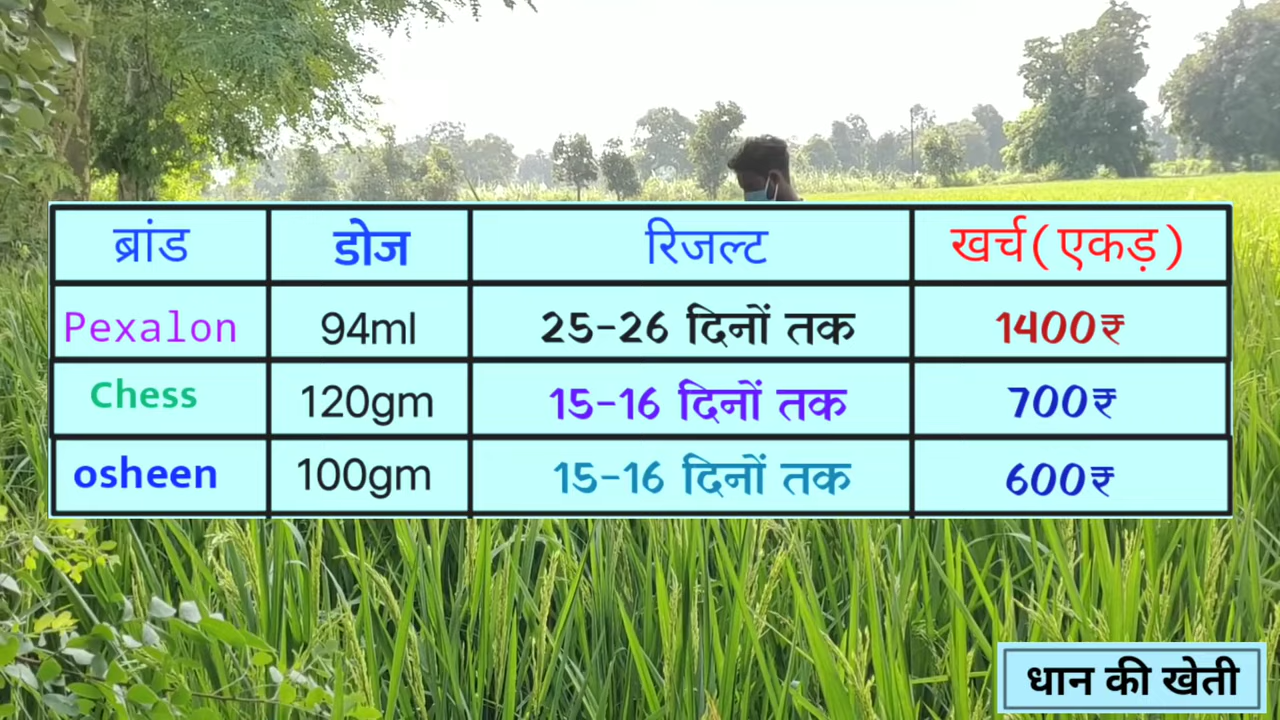 ब्रांड डोज रिजल्ट खर्च(एकड़)
Pexalon 94ml 25-26 दिनों तक 1400₹
Chess 120gm 15-16 दिनों तक 700₹
osheen 100gm 15-16 दिनों तक 600₹
धान की खेती